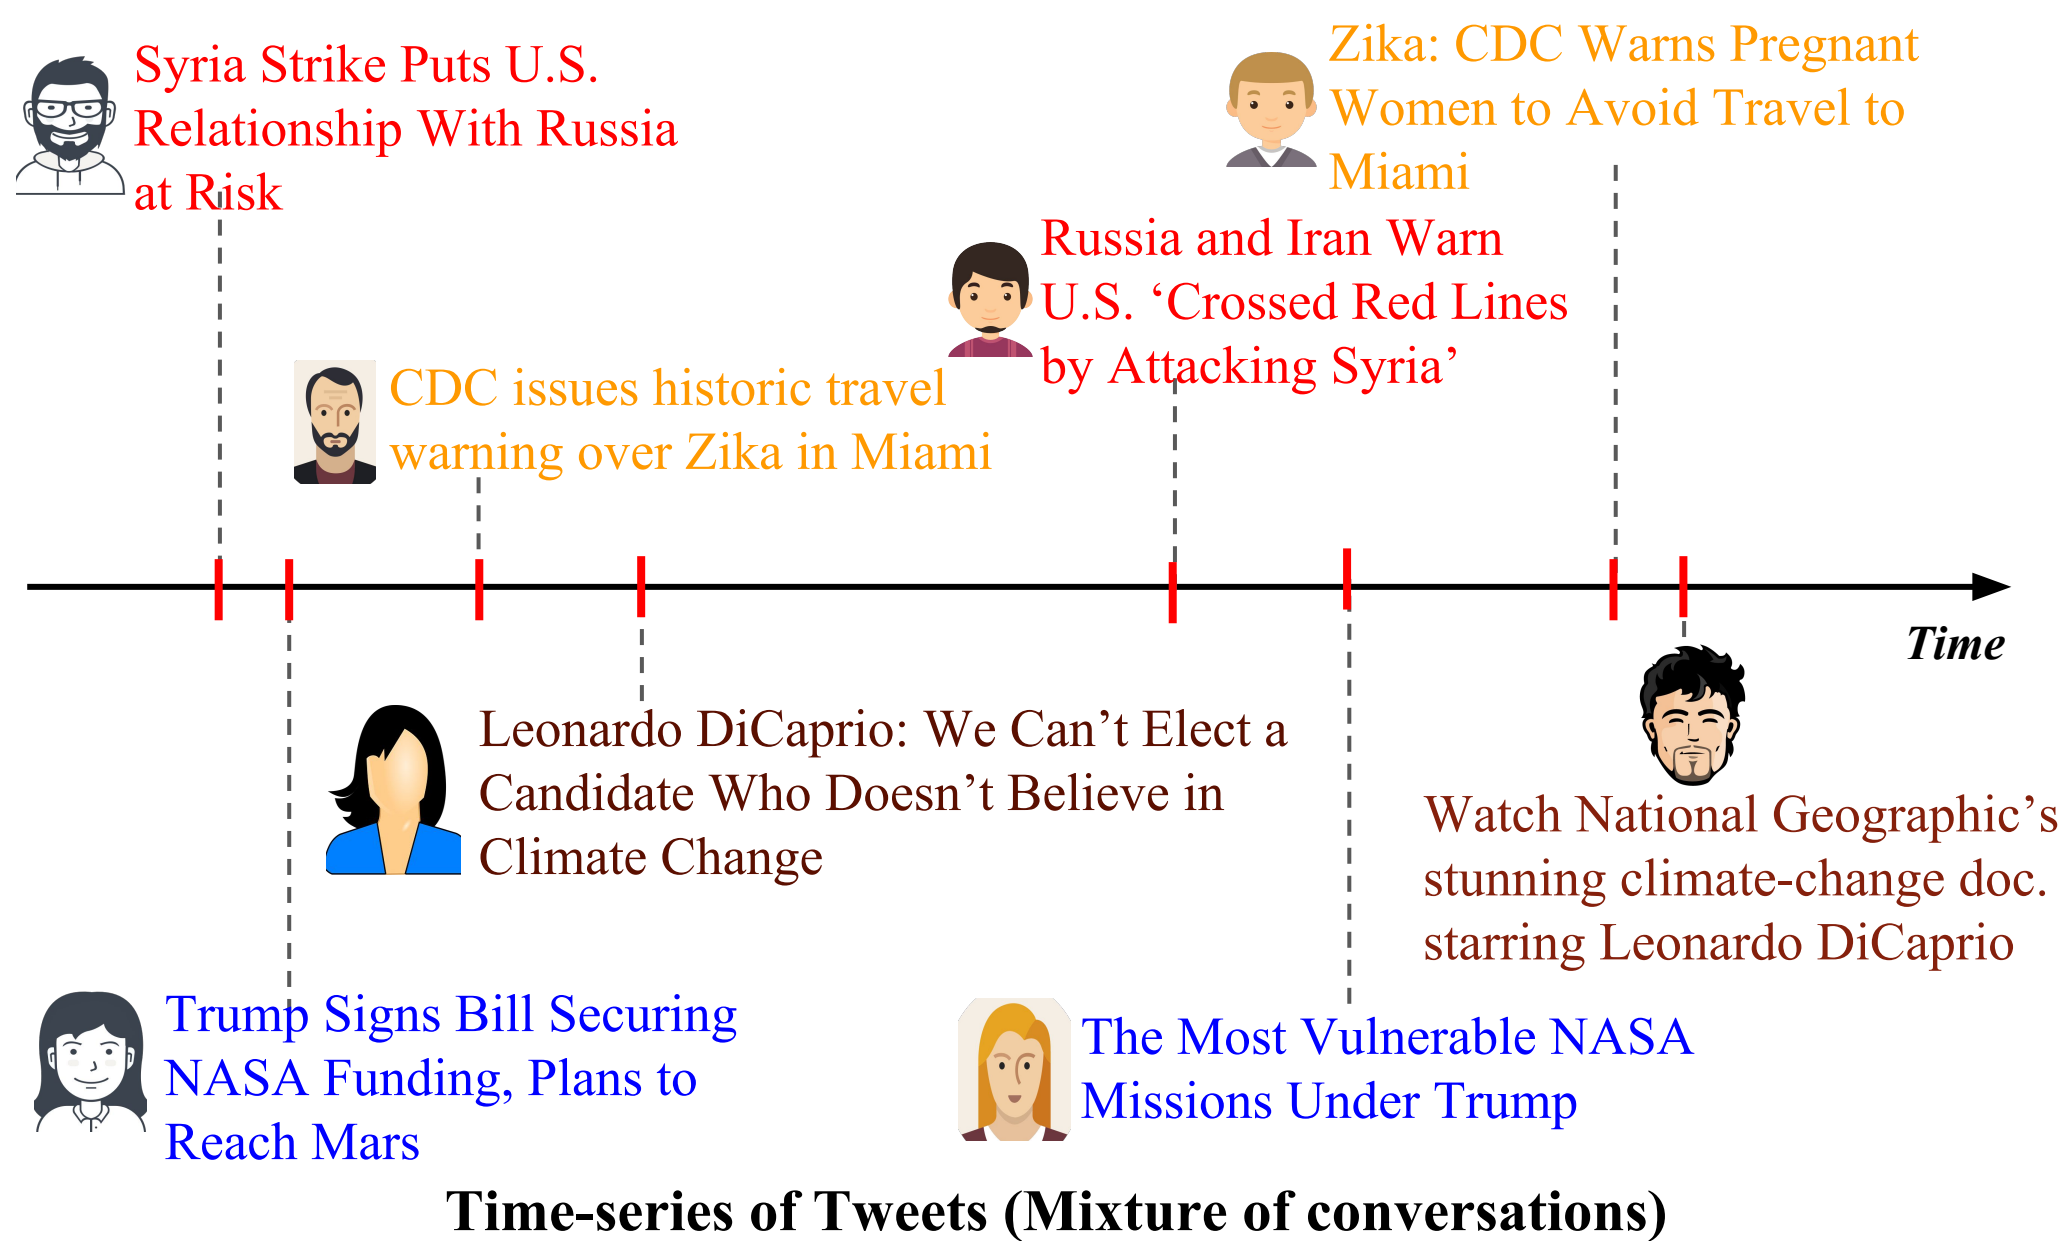 Syria Strike Puts U.S.
Relationship With Russia
at Risk
Zika: CDC Warns Pregnant
Women to Avoid Travel to
Miami
Russia and Iran Warn
U.S. ‘Crossed Red Lines
by Attacking Syria’
CDC issues historic travel
warning over Zika in Miami
Time
Leonardo DiCaprio: We Can’t Elect a
Candidate Who Doesn’t Believe in
Climate Change
Watch National Geographic’s
stunning climate-change doc.
starring Leonardo DiCaprio
Trump Signs Bill Securing
NASA Funding, Plans to
Reach Mars
The Most Vulnerable NASA
Missions Under Trump
Time-series of Tweets (Mixture of conversations)